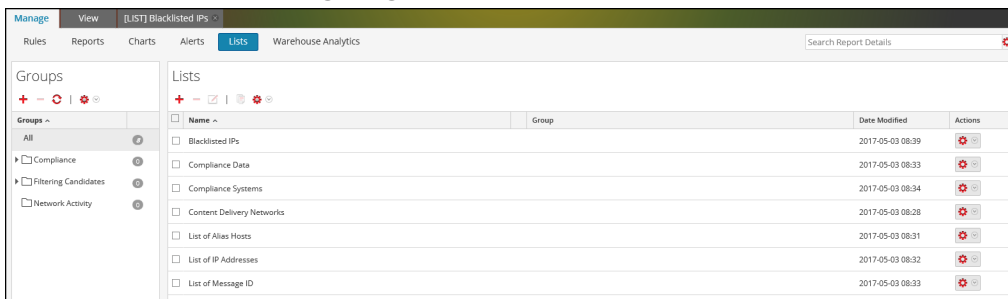 Manage View [LIST] Blacklisted IPs
Rules Reports Charts Alerts Lists Warehouse Analytics Search Report Details
Groups
Lists
Groups
Name Group Date Modified Actions
All
Blacklisted IPs 2017-05-03 08:39
Compliance 0
Compliance Data 2017-05-03 08:33
Filtering Candidates 0
Compliance Systems 2017-05-03 08:34
Network Activity 0
Content Delivery Networks 2017-05-03 08:28
List of Alias Hosts 2017-05-03 08:31
List of IP Addresses 2017-05-03 08:32
List of Message ID 2017-05-03 08:33